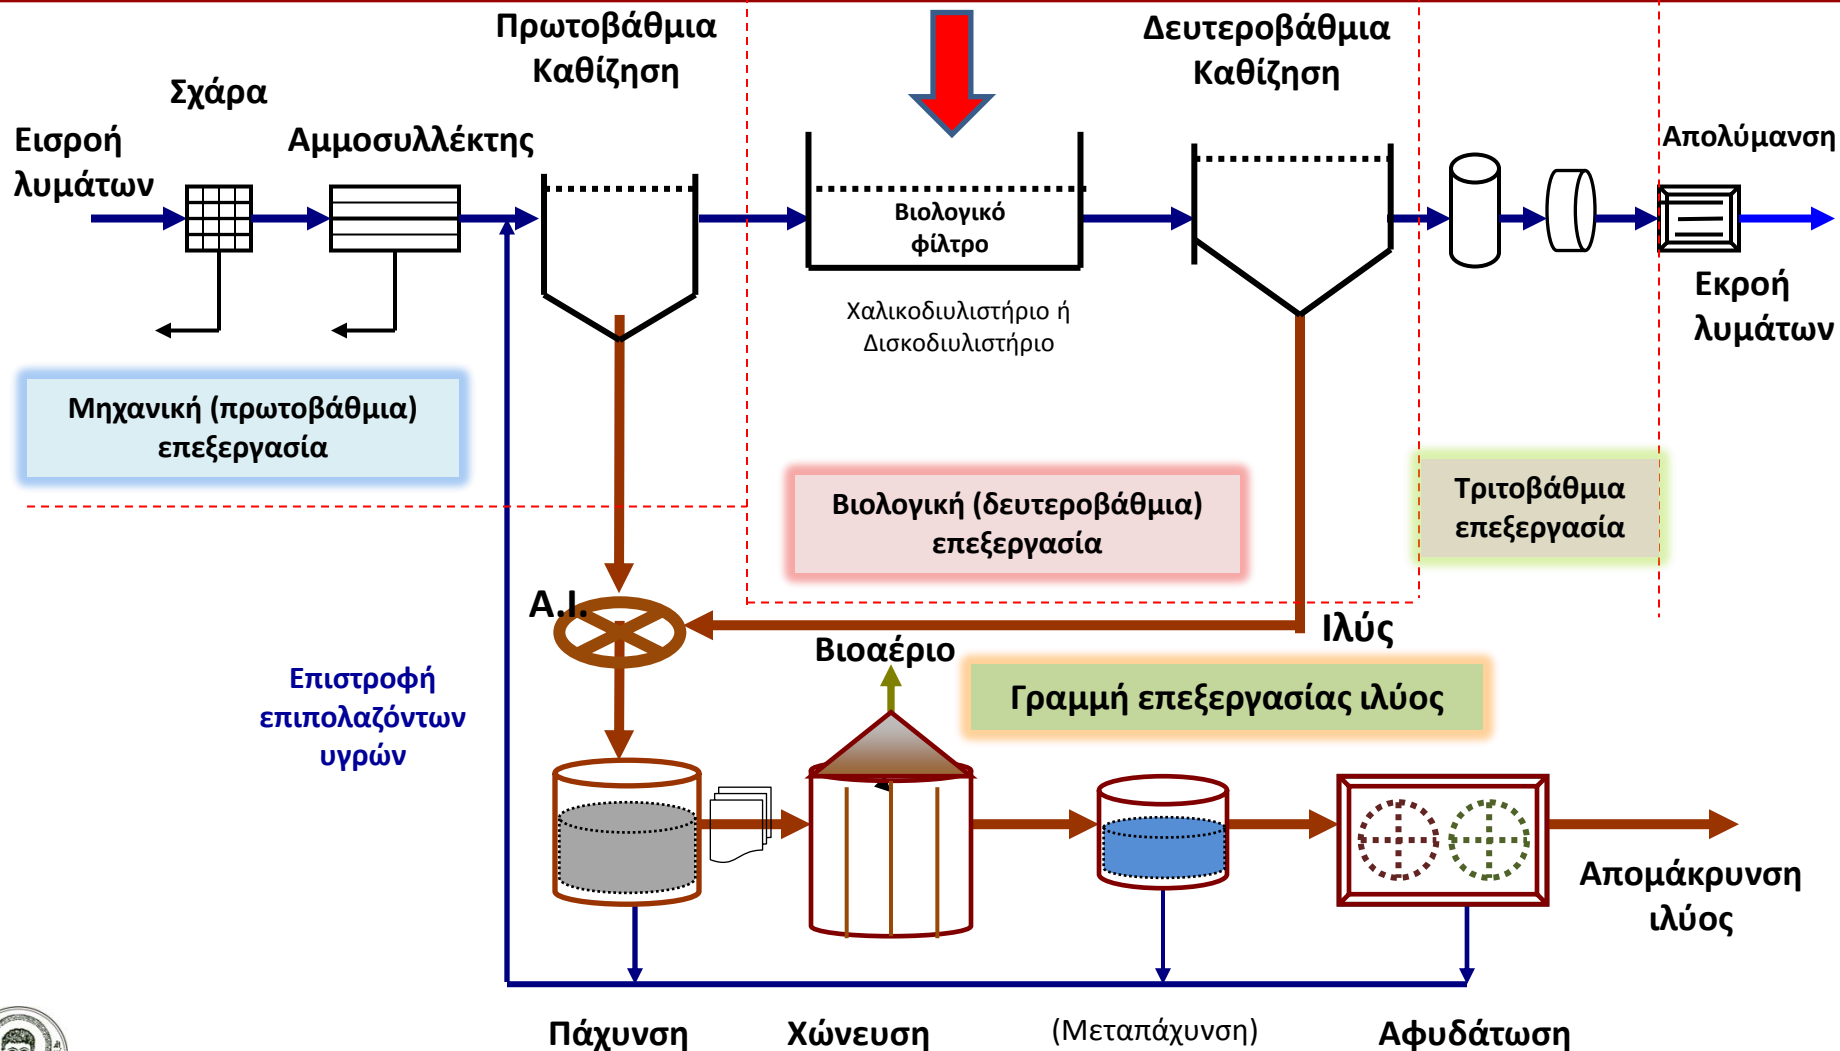 Πρωτοβάθμια
Καθίζηση
Δευτεροβάθμια
Καθίζηση
Σχάρα
Εισροή
λυμάτων
Αμμοσυλλέκτης
Απολύμανση
Βιολογικό
φίλτρο
Χαλικοδιυλιστήριο ή
Δισκοδιυλιστήριο
Εκροή
λυμάτων
Μηχανική (πρωτοβάθμια)
επεξεργασία
Βιολογική (δευτεροβάθμια)
επεξεργασία
Τριτοβάθμια
επεξεργασία
Α.Ι.
Ιλύς
Βιοαέριο
Επιστροφή
επιπολαζόντων
υγρών
Γραμμή επεξεργασίας ιλύος
Απομάκρυνση
ιλύος
Πάχυνση
Χώνευση
(Μεταπάχυνση)
Αφυδάτωση